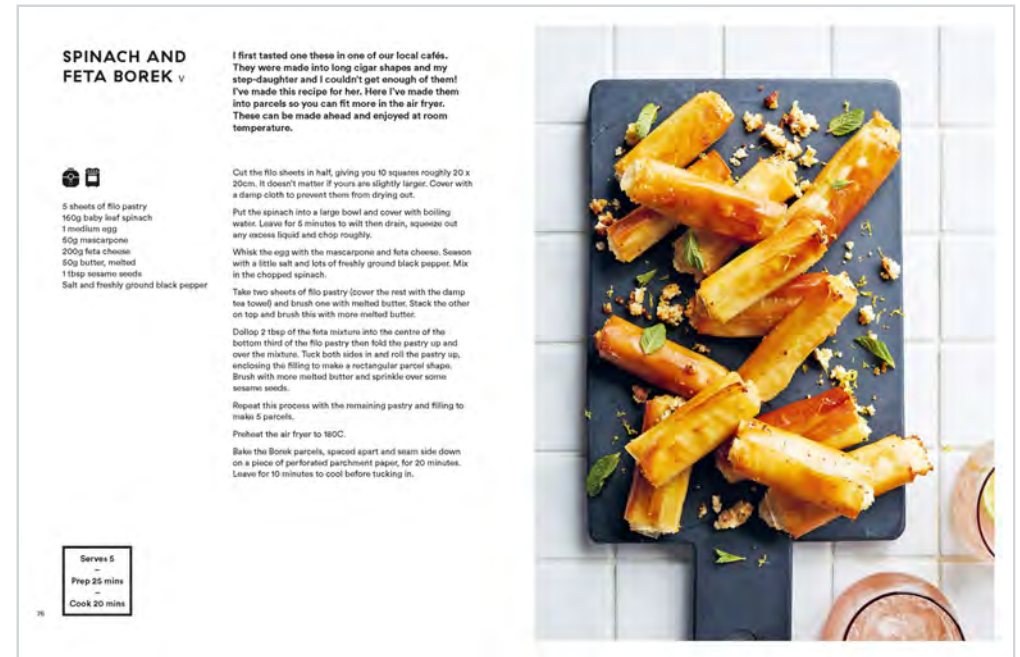 SPINACH AND
FETA BOREK V
I first tasted one these in one of our local cafés.
They were made into long cigar shapes and my
step-daughter and I couldn't get enough of them!
I've made this recipe for her. Here I've made them
into parcels so you can fit more in the air fryer.
These can be made ahead and enjoyed at room
temperature.
5 sheets of filo pastry
160g baby leaf spinach
1 medium egg
50g mascarpone
200g feta cheese
50g butter, melted
1 tbsp sesame seeds
Salt and freshly ground black pepper
Cut the filo sheets in half, giving you 10 squares roughly 20 x
20cm. It doesn't matter if yours are slightly larger. Cover with
a damp cloth to prevent them from drying out.
Put the spinach into a large bowl and cover with boiling
water. Leave for 5 minutes to wilt then drain, squeeze out
any excess liquid and chop roughly.
Whisk the egg with the mascarpone and feta cheese. Season
with a little salt and lots of freshly ground black pepper. Mix
in the chopped spinach.
Take two sheets of filo pastry (cover the rest with the damp
tea towel) and brush one with melted butter. Stack the other
on top and brush this with more melted butter.
Dollop 2 tbsp of the feta mixture into the centre of the
bottom third of the filo pastry then fold the pastry up and
over the mixture. Tuck both sides in and roll the pastry up,
enclosing the filling to make a rectangular parcel shape.
Brush with more melted butter and sprinkle over some
sesame seeds.
Repeat this process with the remaining pastry and filling to
make 5 parcels.
Preheat the air fryer to 180C.
Bake the Borek parcels, spaced apart and seam side down
on a piece of perforated parchment paper, for 20 minutes.
Leave for 10 minutes to cool before tucking in.
Serves 5
–
Prep 25 mins
–
Cook 20 mins
76